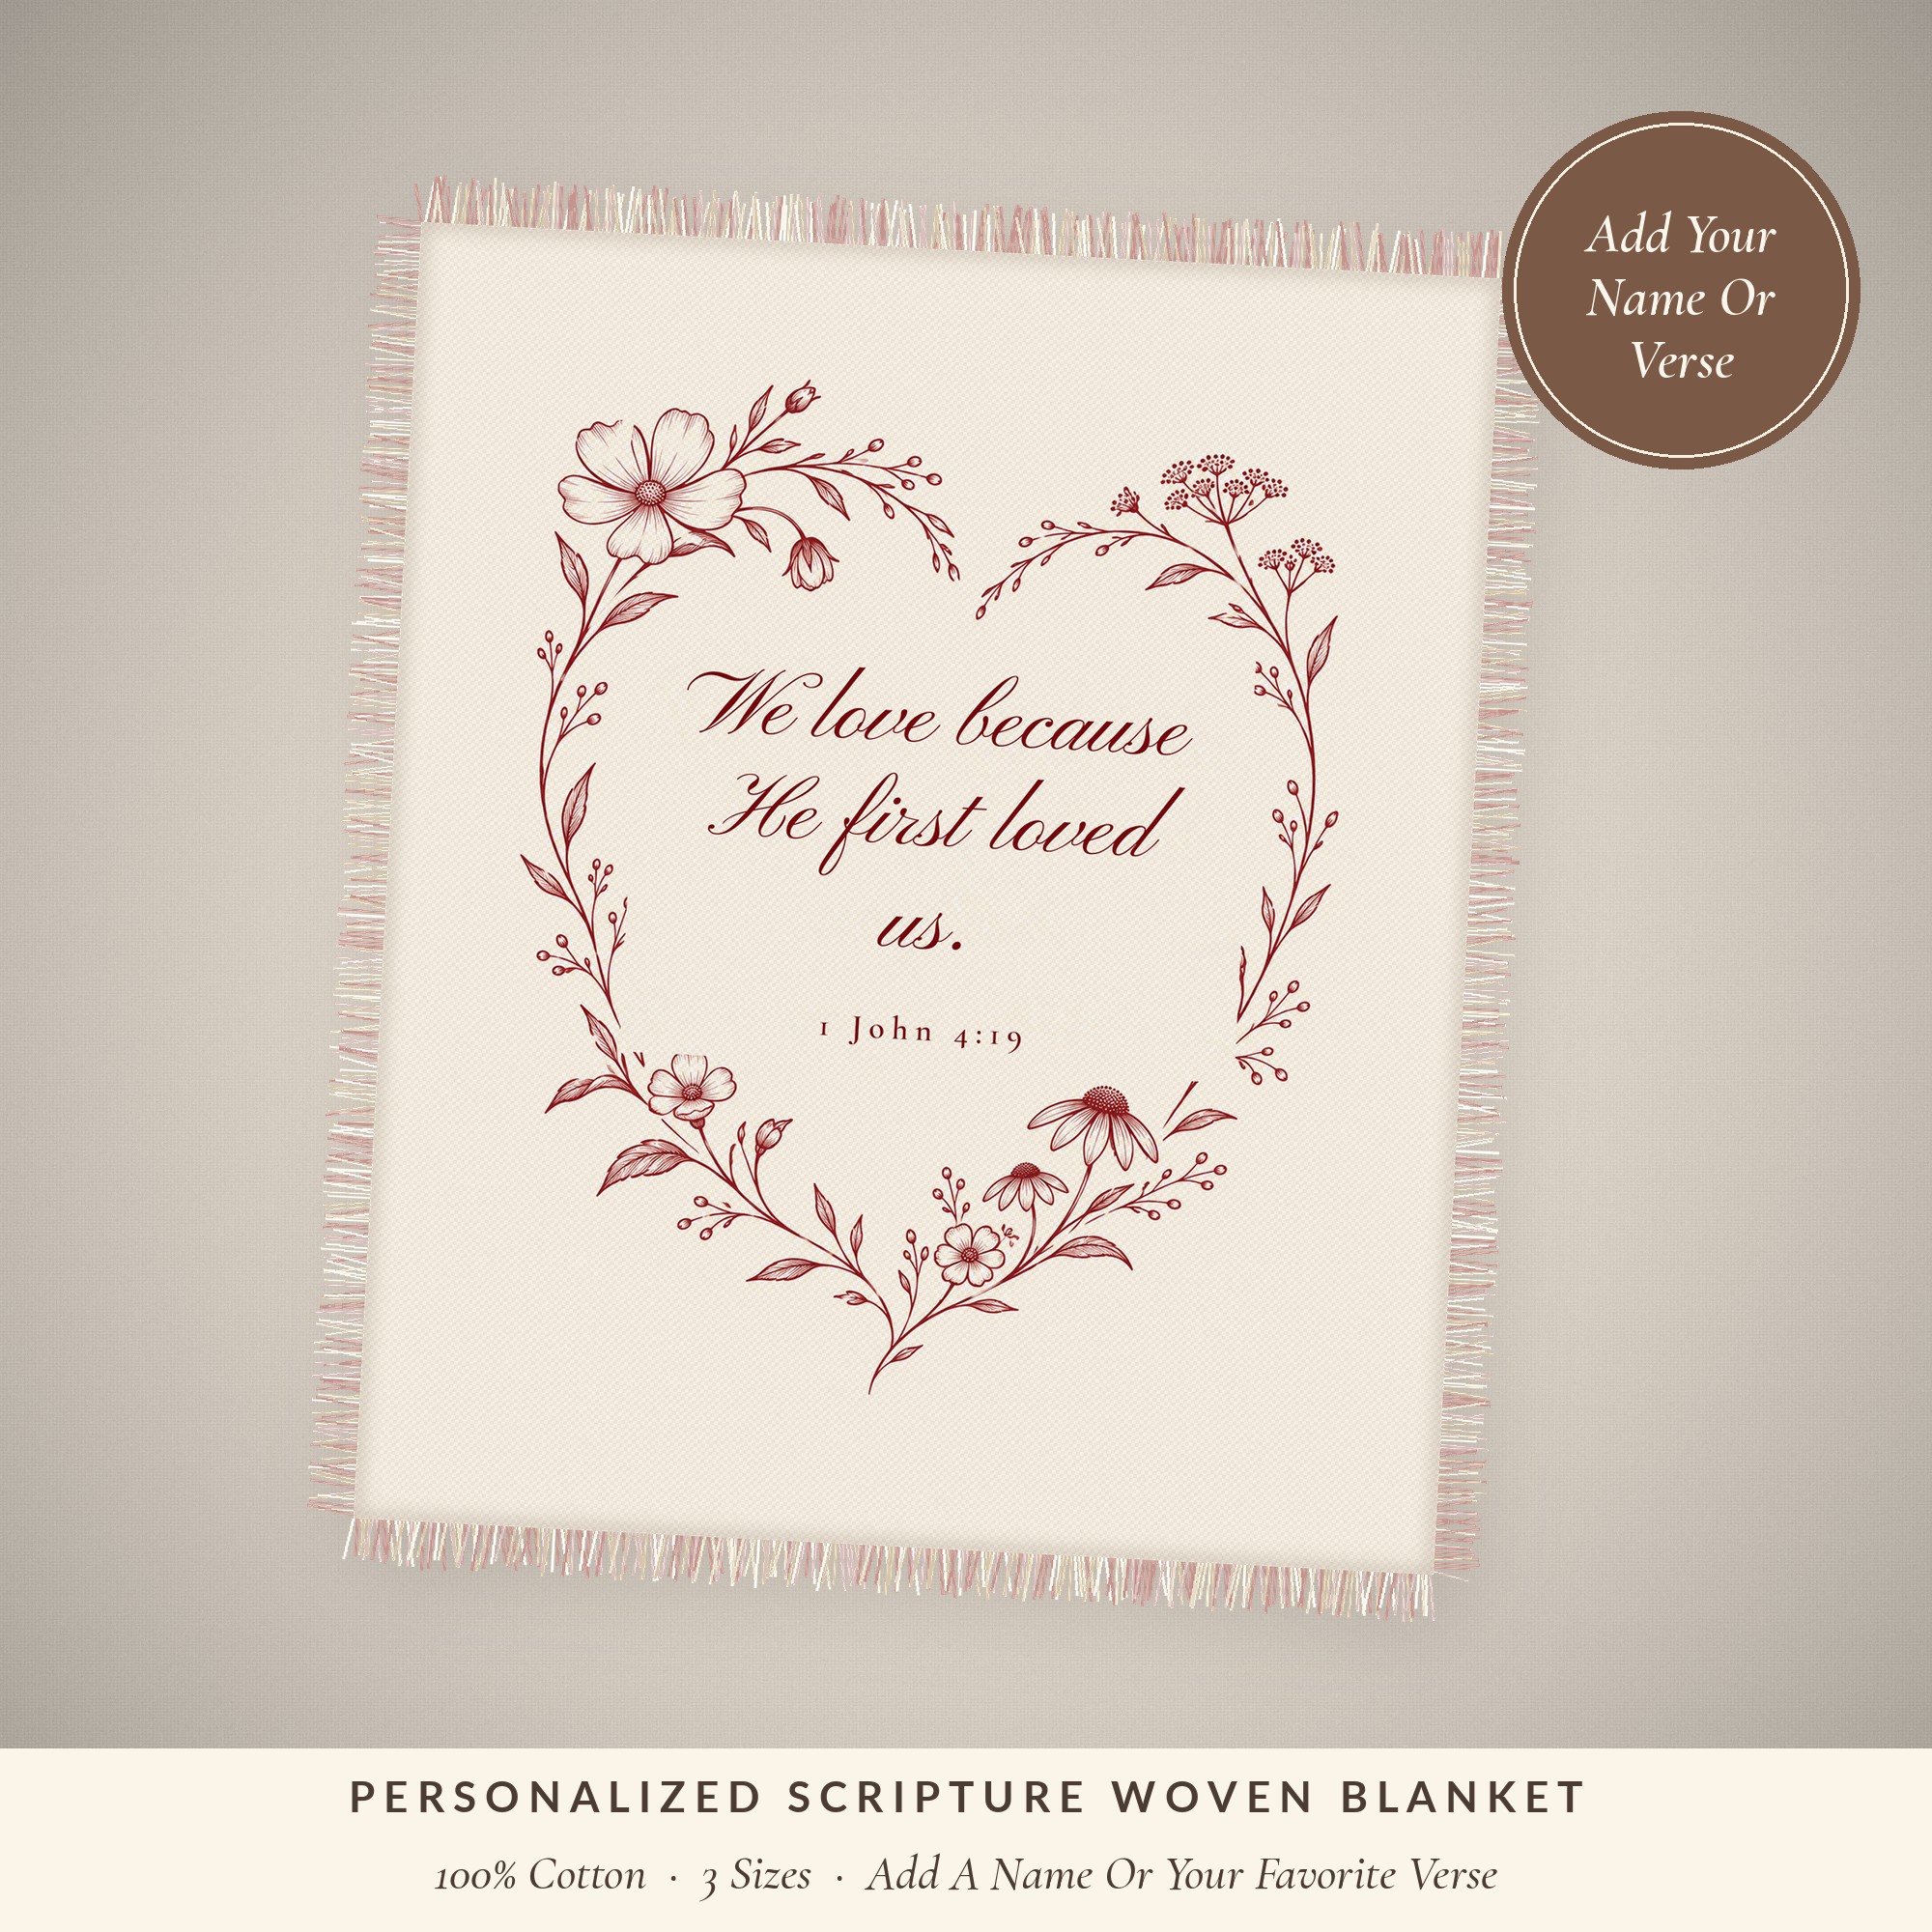 Add Your
Name Or
Verse
We love because
He first loved
us.
1 John 4:19
PERSONALIZED SCRIPTURE WOVEN BLANKET
100% Cotton · 3 Sizes · Add A Name Or Your Favorite Verse